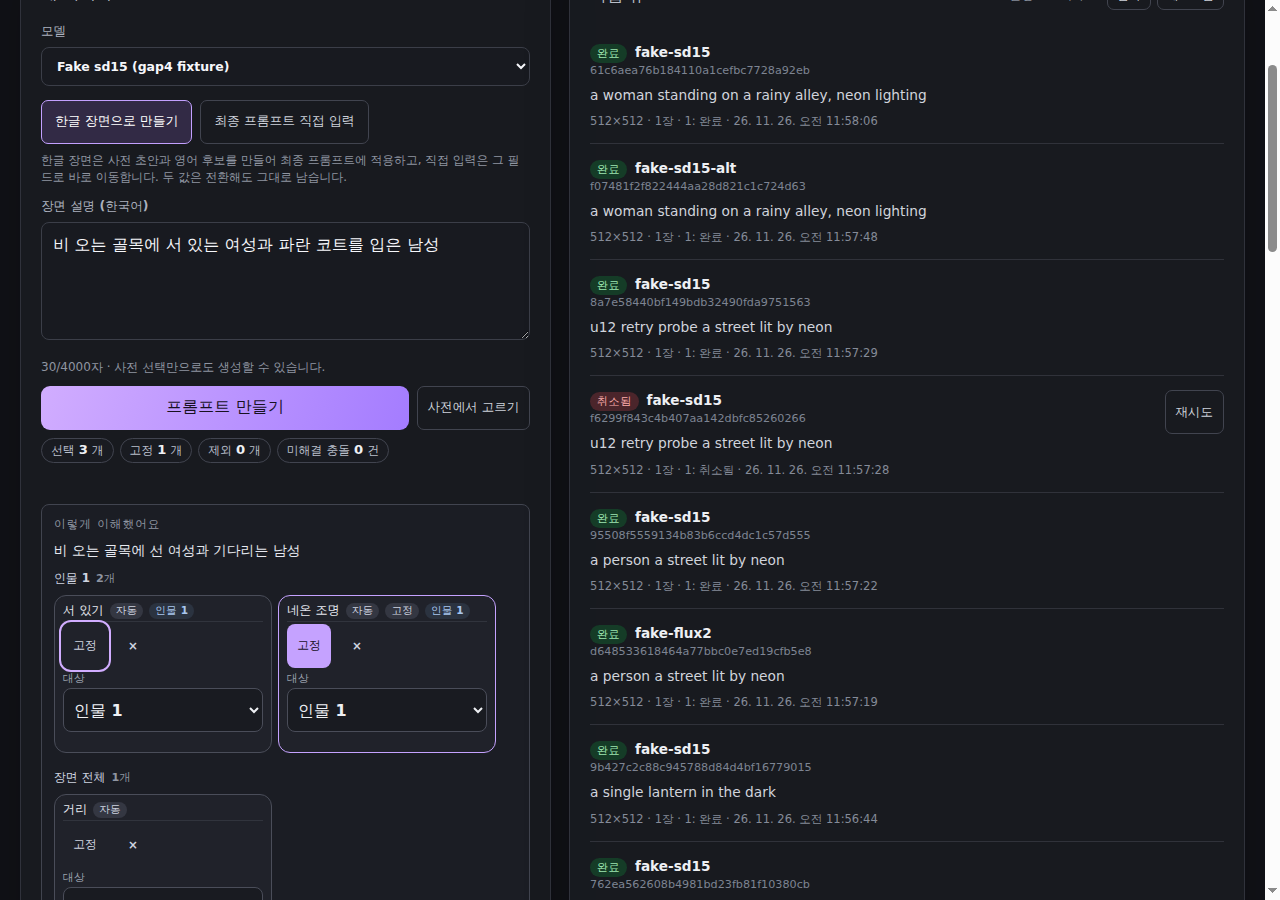 모델
Fake sd15 (gap4 fixture)
한글 장면으로 만들기
최종 프롬프트 직접 입력
한글 장면은 사전 초안과 영어 후보를 만들어 최종 프롬프트에 적용하고, 직접 입력은 그 필
드로 바로 이동합니다. 두 값은 전환해도 그대로 남습니다.
장면 설명 (한국어)
비 오는 골목에 서 있는 여성과 파란 코트를 입은 남성
30/4000자 · 사전 선택만으로도 생성할 수 있습니다.
프롬프트 만들기
사전에서 고르기
선택 3 개 고정 1 개 제외 0 개 미해결 충돌 0 건
이렇게 이해했어요
비 오는 골목에 선 여성과 기다리는 남성
인물 1 2개
서 있기 자동 인물 1
고정 ×
대상
인물 1
네온 조명 자동 고정 인물 1
고정 ×
대상
인물 1
장면 전체 1개
거리 자동
고정 ×
대상
완료 fake-sd15
61c6aea76b184110a1cefbc7728a92eb
a woman standing on a rainy alley, neon lighting
512×512 · 1장 · 1: 완료 · 26. 11. 26. 오전 11:58:06
완료 fake-sd15-alt
f07481f2f822444aa28d821c1c724d63
a woman standing on a rainy alley, neon lighting
512×512 · 1장 · 1: 완료 · 26. 11. 26. 오전 11:57:48
완료 fake-sd15
8a7e58440bf149bdb32490fda9751563
u12 retry probe a street lit by neon
512×512 · 1장 · 1: 완료 · 26. 11. 26. 오전 11:57:29
취소됨 fake-sd15
f6299f843c4b407aa142dbfc85260266
u12 retry probe a street lit by neon
512×512 · 1장 · 1: 취소됨 · 26. 11. 26. 오전 11:57:28
재시도
완료 fake-sd15
95508f5559134b83b6ccd4dc1c57d555
a person a street lit by neon
512×512 · 1장 · 1: 완료 · 26. 11. 26. 오전 11:57:22
완료 fake-flux2
d648533618464a77bbc0e7ed19cfb5e8
a person a street lit by neon
512×512 · 1장 · 1: 완료 · 26. 11. 26. 오전 11:57:19
완료 fake-sd15
9b427c2c88c945788d84d4bf16779015
a single lantern in the dark
512×512 · 1장 · 1: 완료 · 26. 11. 26. 오전 11:56:44
완료 fake-sd15
762ea562608b4981bd23fb81f10380cb